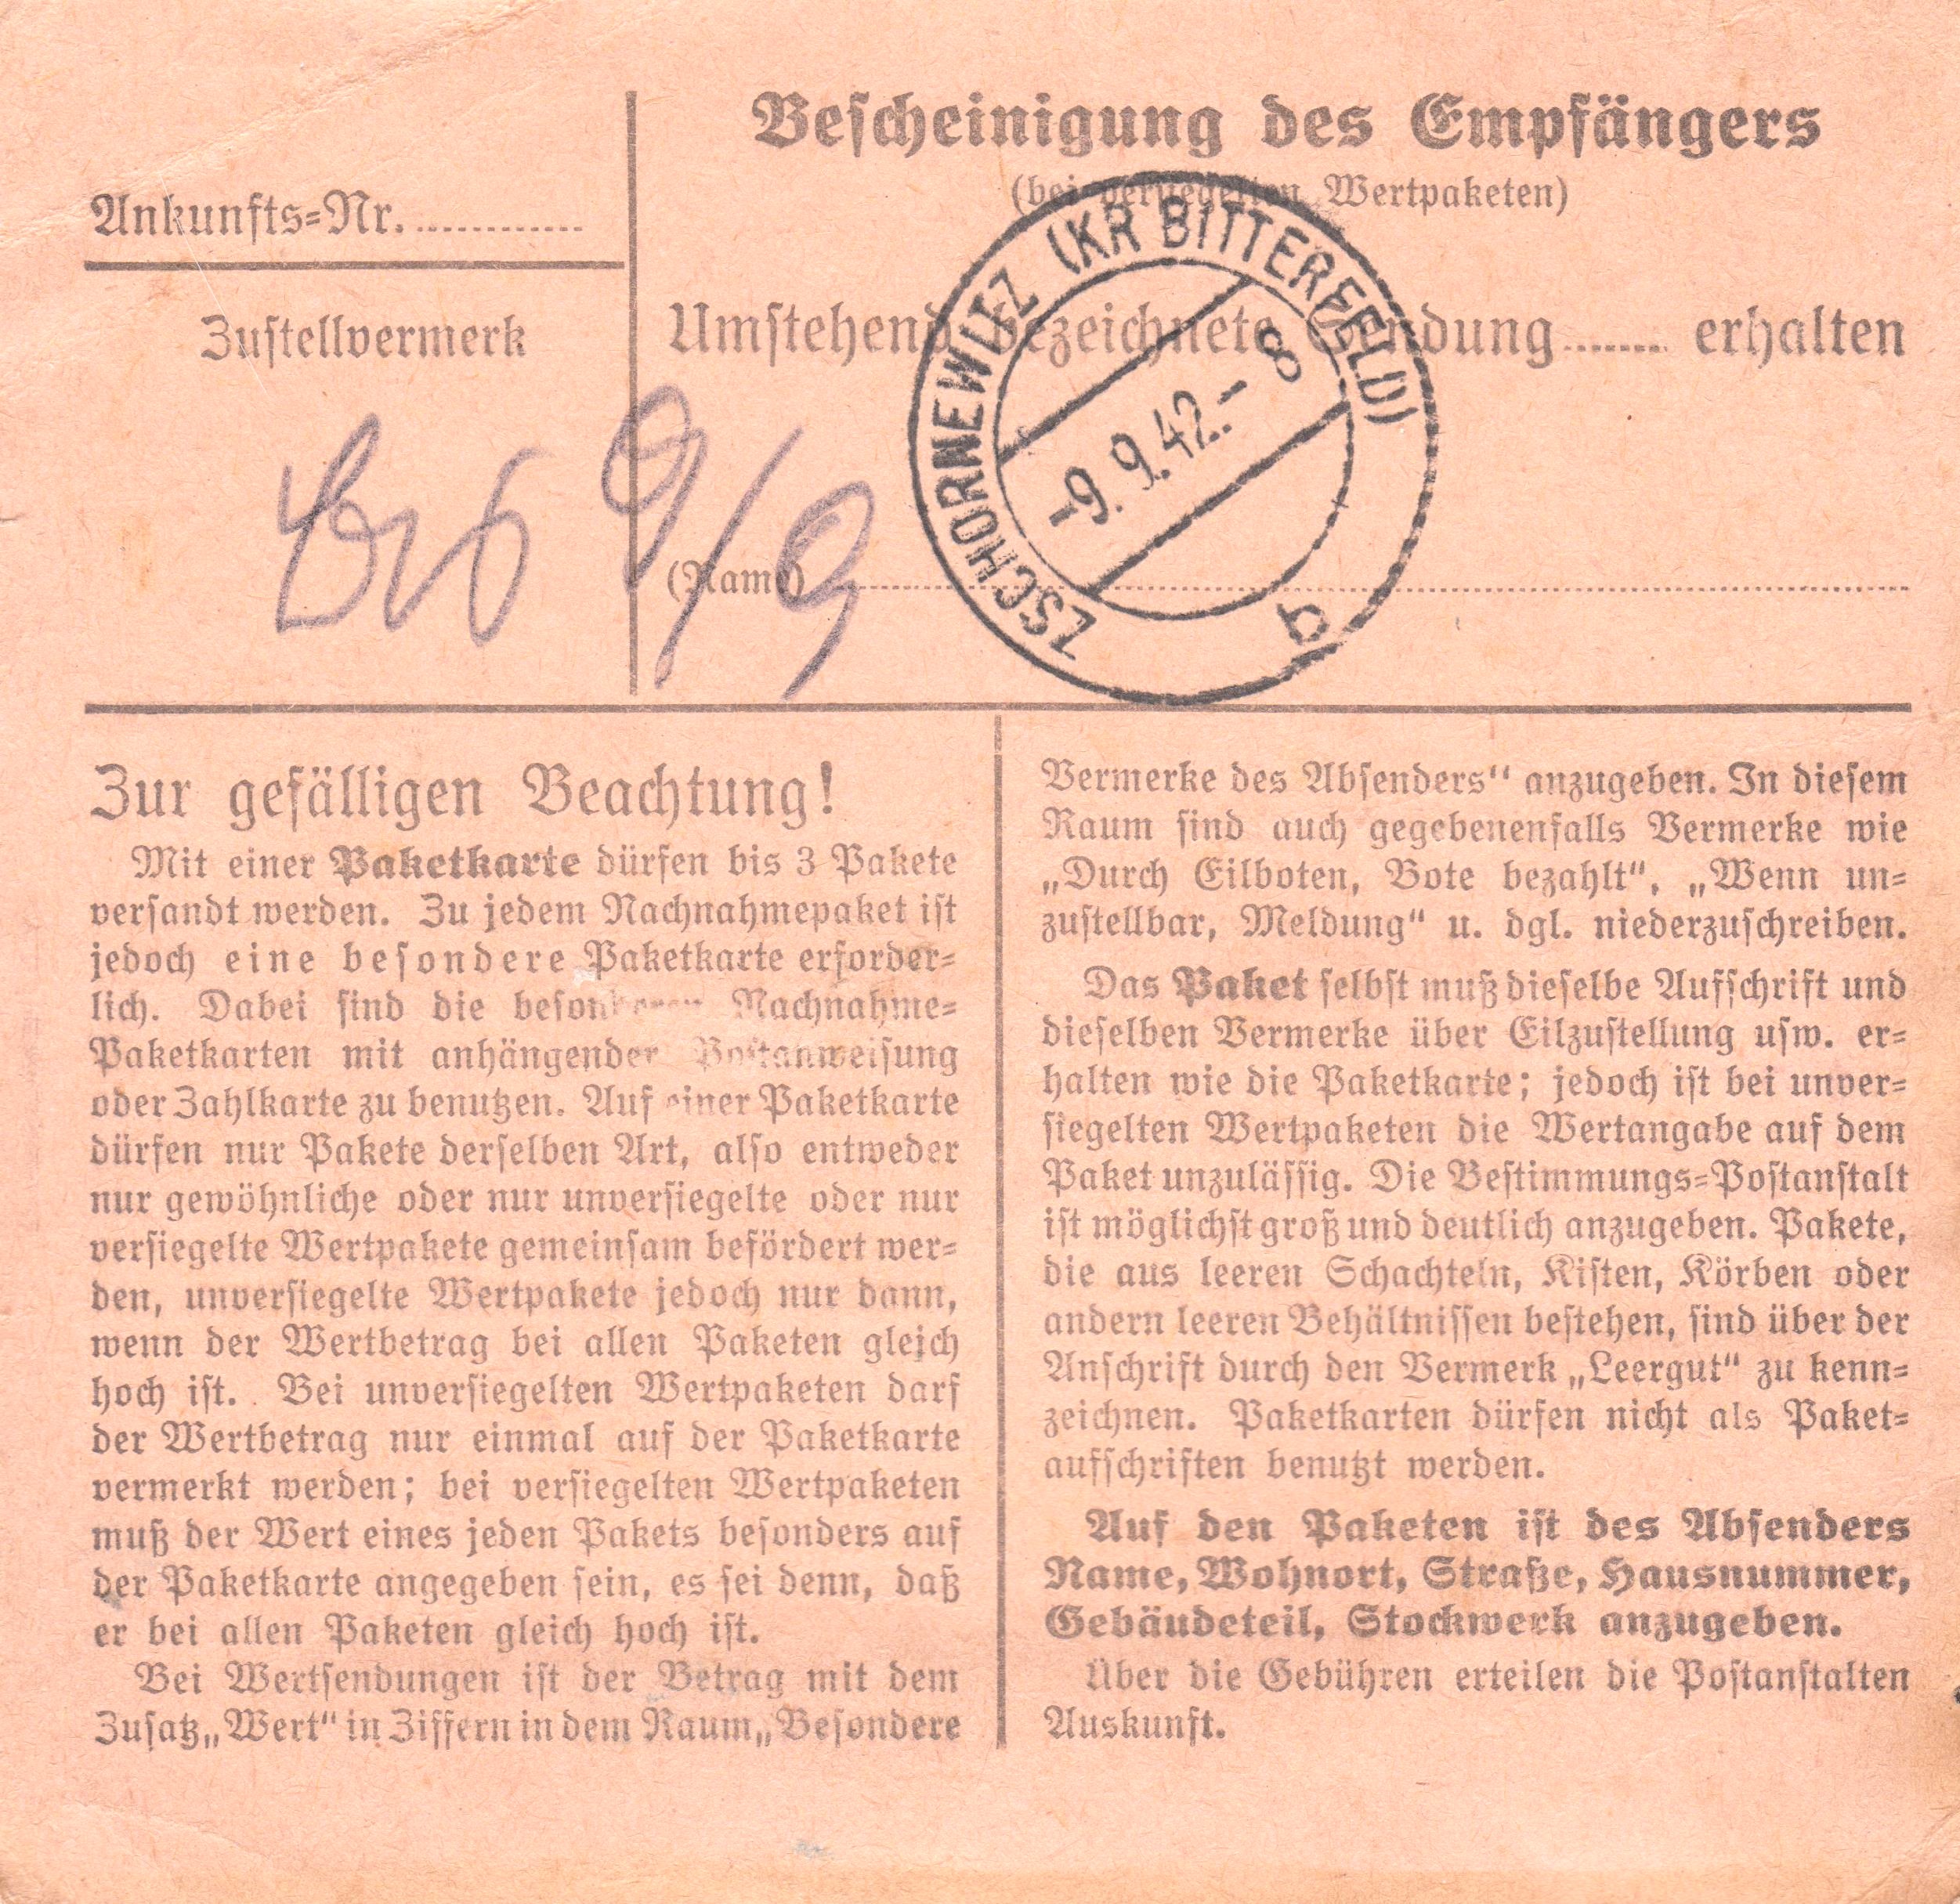 Ankunfts=Nr. ............
Zustellvermerk
Bescheinigung des Empfängers
(bei versiegelten Wertpaketen)
Umstehend bezeichnete Sendung....... erhalten
9/9
(Name)
ZSCHORNEWITZ (KR BITTERFELD)
-9. 9.42.- 8
b
Zur gefälligen Beachtung!
Mit einer Paketkarte dürfen bis 3 Pakete
versandt werden. Zu jedem Nachnahmepaket ist
jedoch eine besondere Paketkarte erforder=
lich. Dabei sind die besonderen Nachnahme=
Paketkarten mit anhängender Postanweisung
oder Zahlkarte zu benutzen. Auf einer Paketkarte
dürfen nur Pakete derselben Art, also entweder
nur gewöhnliche oder nur unversiegelte oder nur
versiegelte Wertpakete gemeinsam befördert wer=
den, unversiegelte Wertpakete jedoch nur dann,
wenn der Wertbetrag bei allen Paketen gleich
hoch ist. Bei unversiegelten Wertpaketen darf
der Wertbetrag nur einmal auf der Paketkarte
vermerkt werden; bei versiegelten Wertpaketen
muß der Wert eines jeden Pakets besonders auf
der Paketkarte angegeben sein, es sei denn, daß
er bei allen Paketen gleich hoch ist.
Bei Wertsendungen ist der Betrag mit dem
Zusatz „Wert“ in Ziffern in dem Raum „Besondere
Vermerke des Absenders“ anzugeben. In diesem
Raum sind auch gegebenenfalls Vermerke wie
„Durch Eilboten, Bote bezahlt“, „Wenn un=
zustellbar, Meldung“ u. dgl. niederzuschreiben.
Das Paket selbst muß dieselbe Aufschrift und
dieselben Vermerke über Eilzustellung usw. er=
halten wie die Paketkarte; jedoch ist bei unver=
siegelten Wertpaketen die Wertangabe auf dem
Paket unzulässig. Die Bestimmungs=Postanstalt
ist möglichst groß und deutlich anzugeben. Pakete,
die aus leeren Schachteln, Kisten, Körben oder
andern leeren Behältnissen bestehen, sind über der
Anschrift durch den Vermerk „Leergut“ zu kenn=
zeichnen. Paketkarten dürfen nicht als Paket=
aufschriften benutzt werden.
Auf den Paketen ist des Absenders
Name, Wohnort, Straße, Hausnummer,
Gebäudeteil, Stockwerk anzugeben.
Über die Gebühren erteilen die Postanstalten
Auskunft.